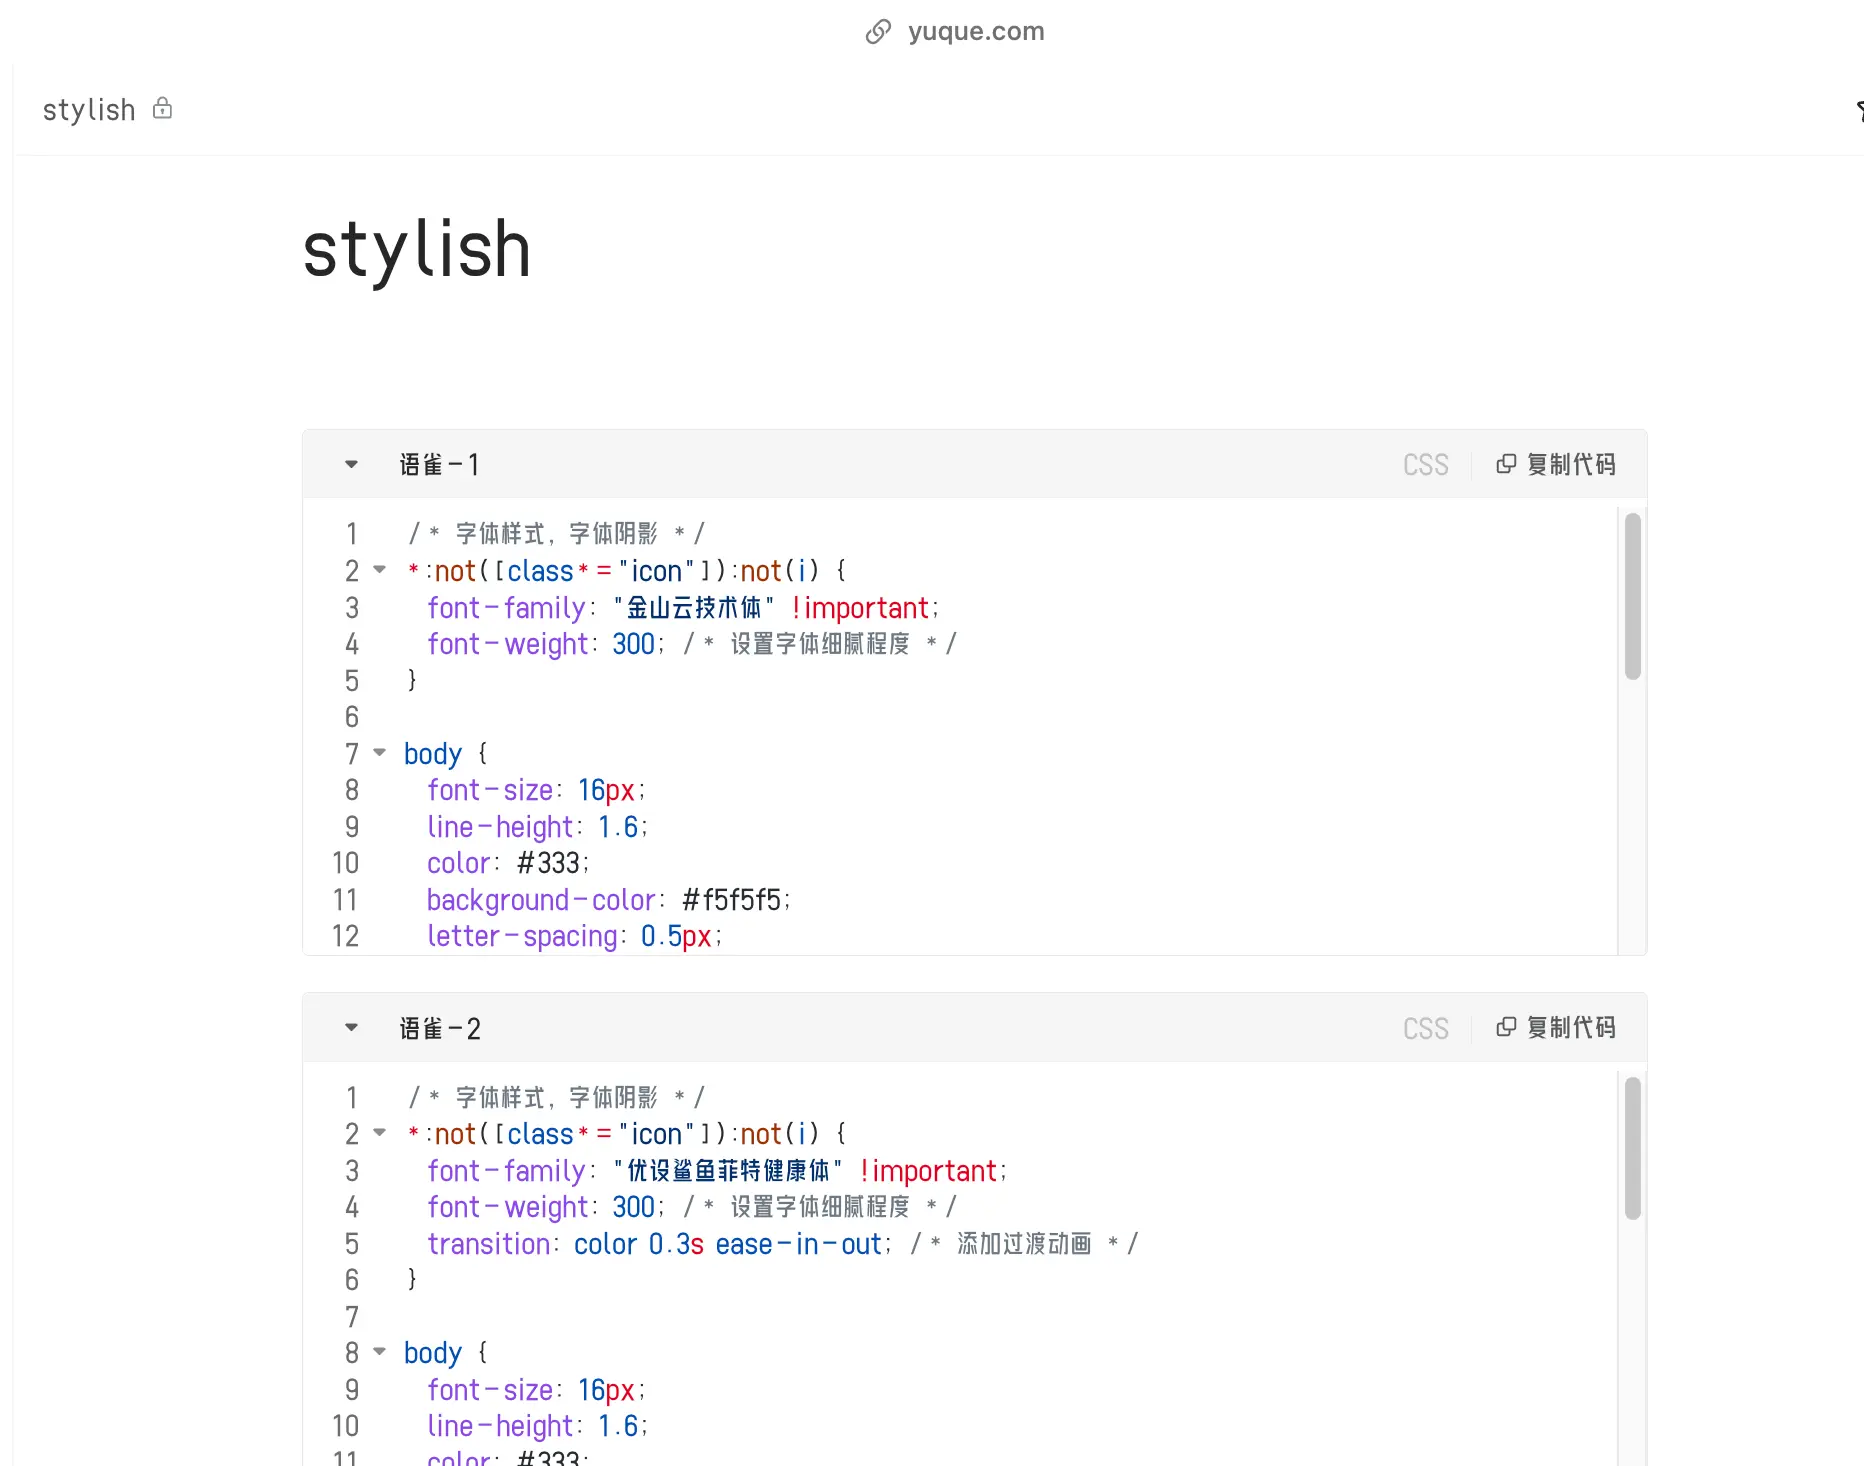 yuque.com
stylish
stylish
语雀-1
CSS
复制代码
1 /* 字体样式, 字体阴影 */
2 *:not([class*="icon"]):not(i) {
3 font-family: "金山云技术体" !important;
4 font-weight: 300; /* 设置字体细腻程度 */
5 }
6
7 body {
8 font-size: 16px;
9 line-height: 1.6;
10 color: #333;
11 background-color: #f5f5f5;
12 letter-spacing: 0.5px;
语雀-2
CSS
复制代码
1 /* 字体样式, 字体阴影 */
2 *:not([class*="icon"]):not(i) {
3 font-family: "优设鲨鱼菲特健康体" !important;
4 font-weight: 300; /* 设置字体细腻程度 */
5 transition: color 0.3s ease-in-out; /* 添加过渡动画 */
6 }
7
8 body {
9 font-size: 16px;
10 line-height: 1.6;
11 color: #333;